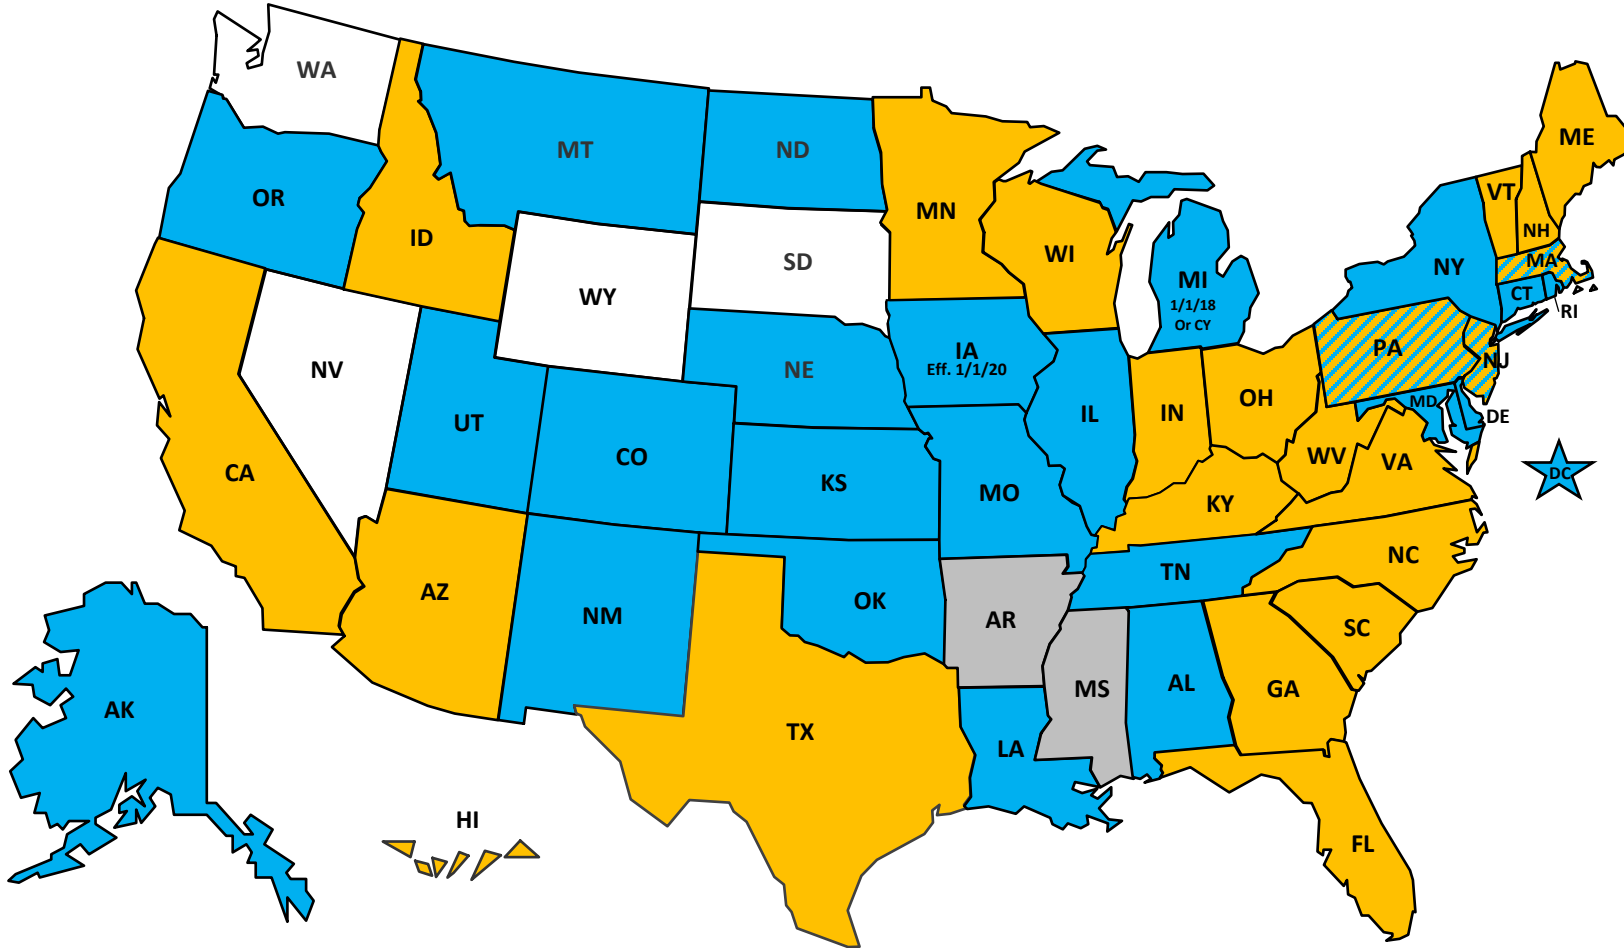 WA
ME
MT
ND
VT
OR
MN
NH
ID
WI
MA
SD
NY
MI
1/1/18
Or CY
CT
RI
WY
IA
Eff. 1/1/20
PA
NJ
NV
NE
MD
DE
UT
IL
IN
OH
CO
WV
VA
CA
KS
MO
DC
KY
NC
TN
AZ
NM
OK
AR
SC
MS
AL
GA
AK
TX
LA
HI
FL